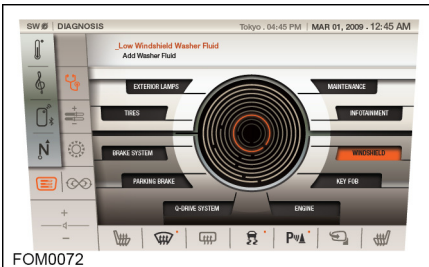 SW DIAGNOSIS Tokyo . 04:45 PM MAR 01, 2009 . 12:45 AM
_Low Windshield Washer Fluid
Add Washer Fluid
EXTERIOR LAMPS MAINTENANCE
TIRES INFOTAINMENT
BRAKE SYSTEM WINDSHIELD
PARKING BRAKE KEY FOB
Q-DRIVE SYSTEM ENGINE
N
+
−
P
FOM0072